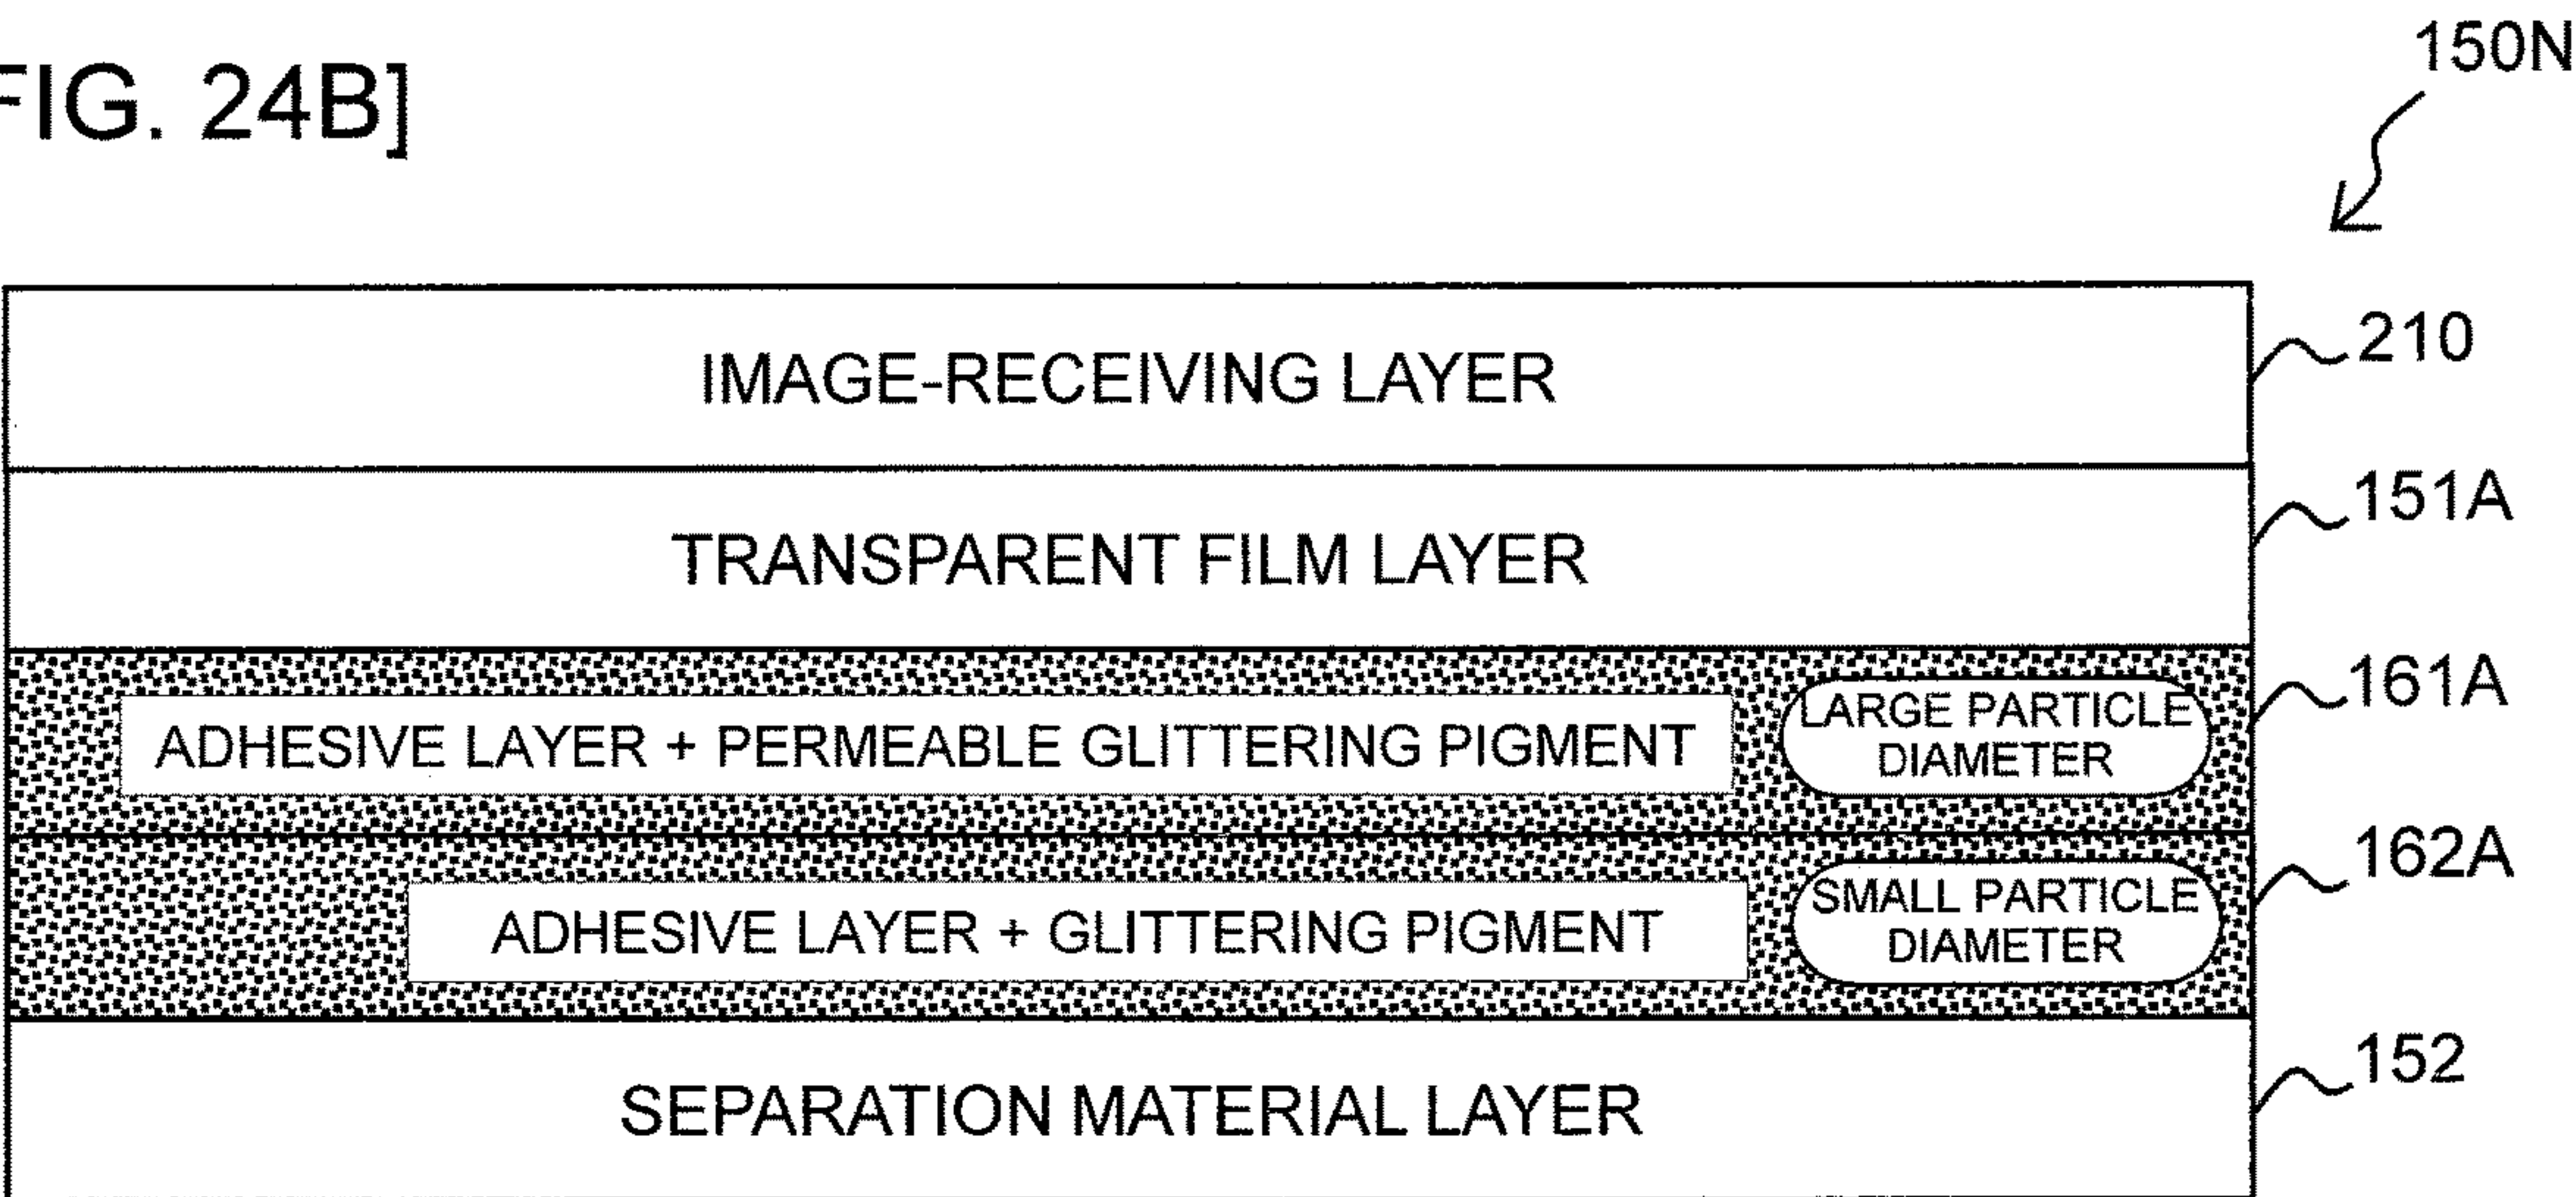 FIG. 24B]
150N
IMAGE-RECEIVING LAYER
210
TRANSPARENT FILM LAYER
151A
ADHESIVE LAYER + PERMEABLE GLITTERING PIGMENT
LARGE PARTICLE
DIAMETER
161A
ADHESIVE LAYER + GLITTERING PIGMENT
SMALL PARTICLE
DIAMETER
162A
SEPARATION MATERIAL LAYER
152